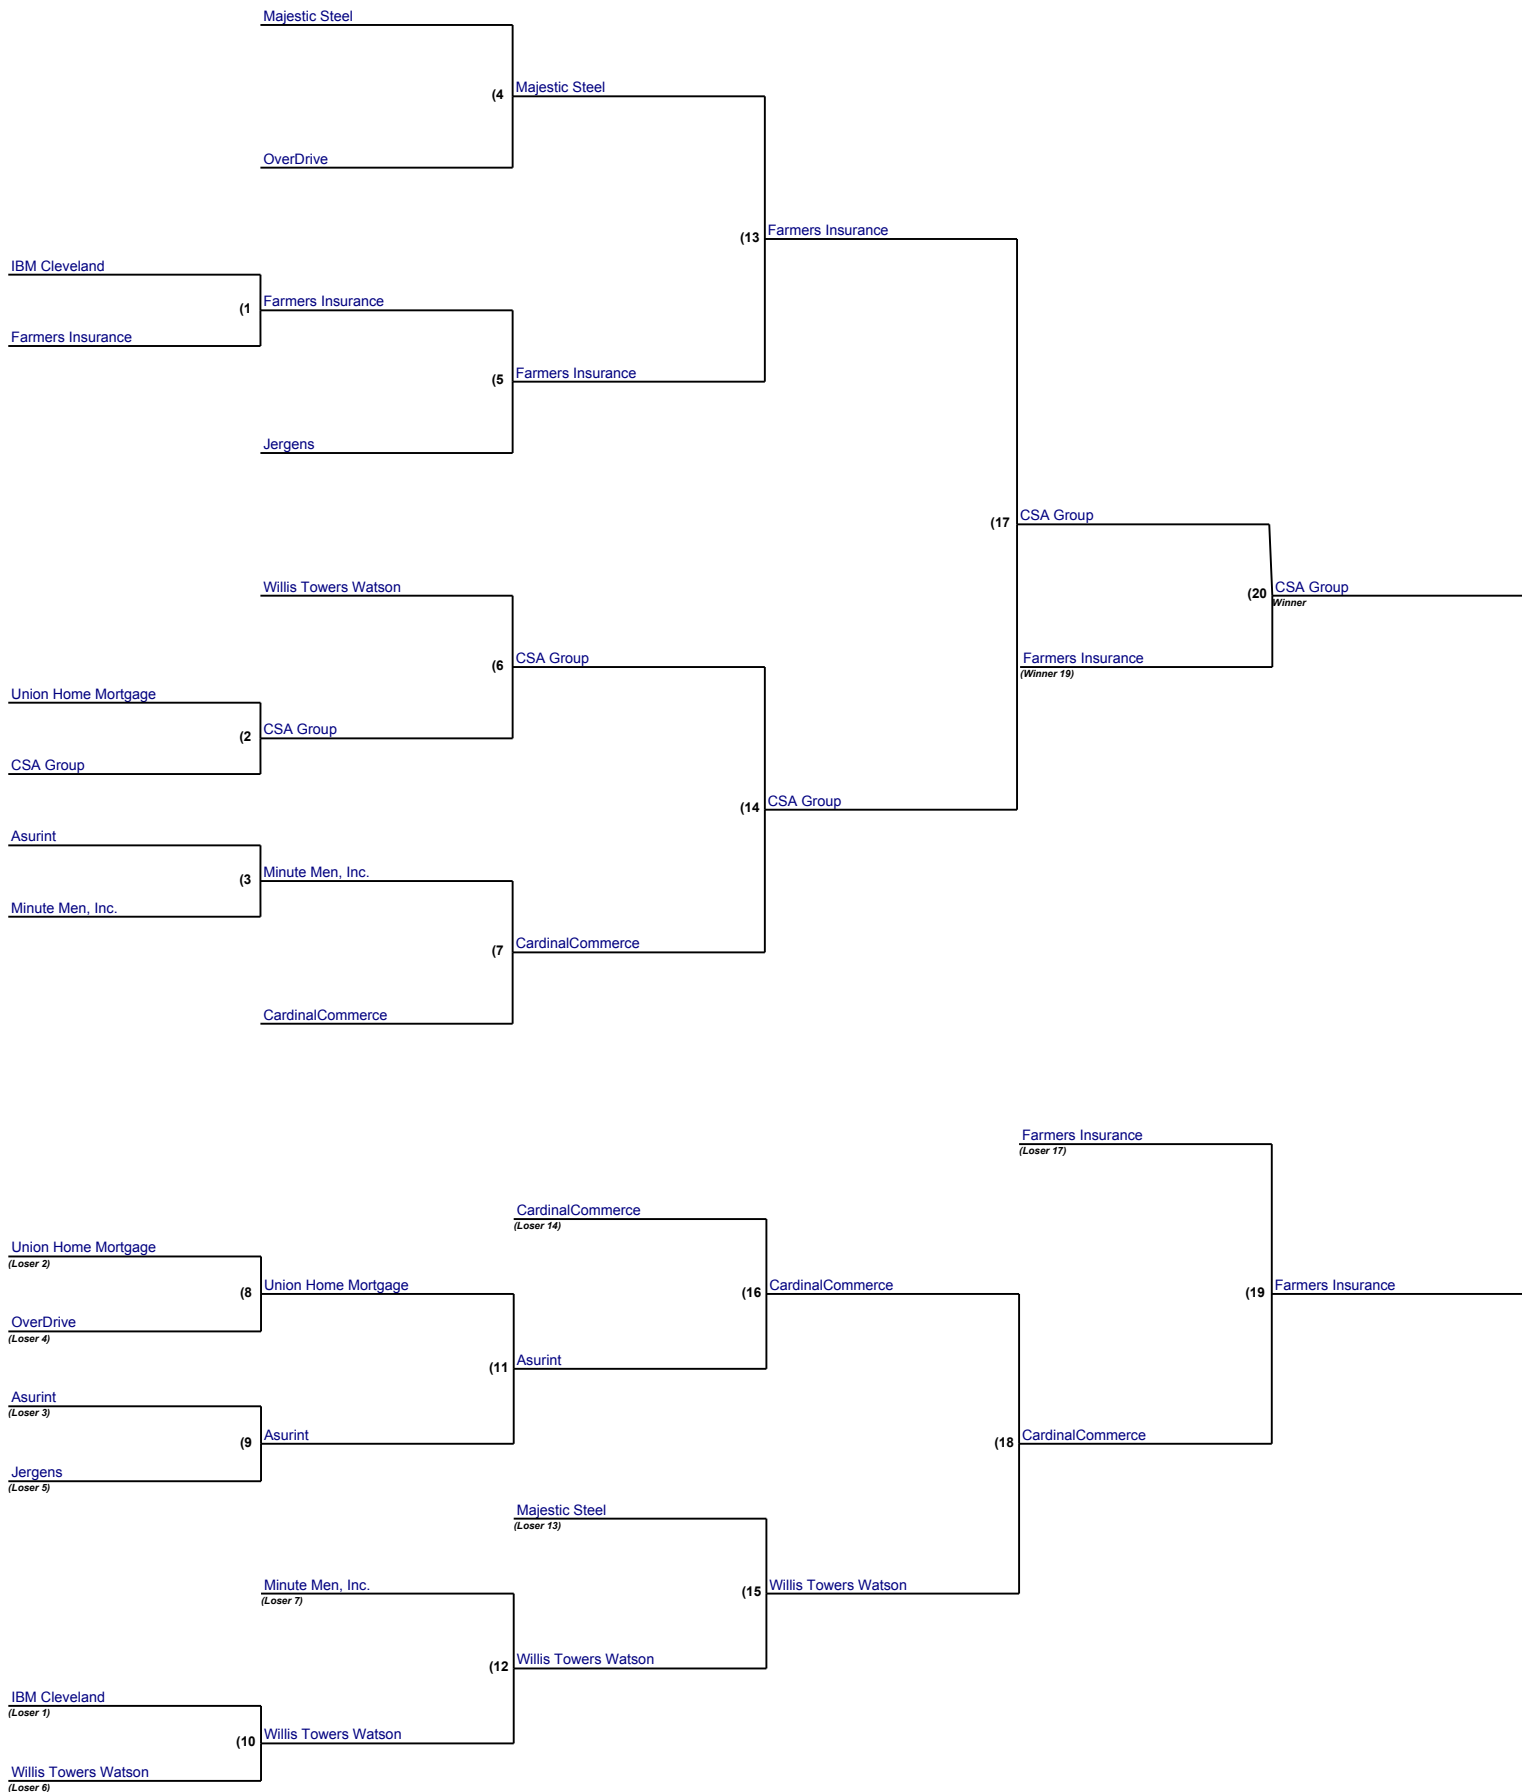 Majestic Steel
(4
Majestic Steel
OverDrive
(13
Farmers Insurance
IBM Cleveland
(1
Farmers Insurance
Farmers Insurance
(5
Farmers Insurance
Jergens
(17
CSA Group
Willis Towers Watson
(20
CSA Group
Winner
(6
CSA Group
Farmers Insurance
(Winner 19)
Union Home Mortgage
(2
CSA Group
CSA Group
(14
CSA Group
Asurint
(3
Minute Men, Inc.
Minute Men, Inc.
(7
CardinalCommerce
CardinalCommerce
Farmers Insurance
(Loser 17)
CardinalCommerce
(Loser 14)
Union Home Mortgage
(Loser 2)
(8
Union Home Mortgage
(16
CardinalCommerce
(19
Farmers Insurance
OverDrive
(Loser 4)
(11
Asurint
Asurint
(Loser 3)
(9
Asurint
(18
CardinalCommerce
Jergens
(Loser 5)
Majestic Steel
(Loser 13)
Minute Men, Inc.
(Loser 7)
(15
Willis Towers Watson
(12
Willis Towers Watson
IBM Cleveland
(Loser 1)
(10
Willis Towers Watson
Willis Towers Watson
(Loser 6)